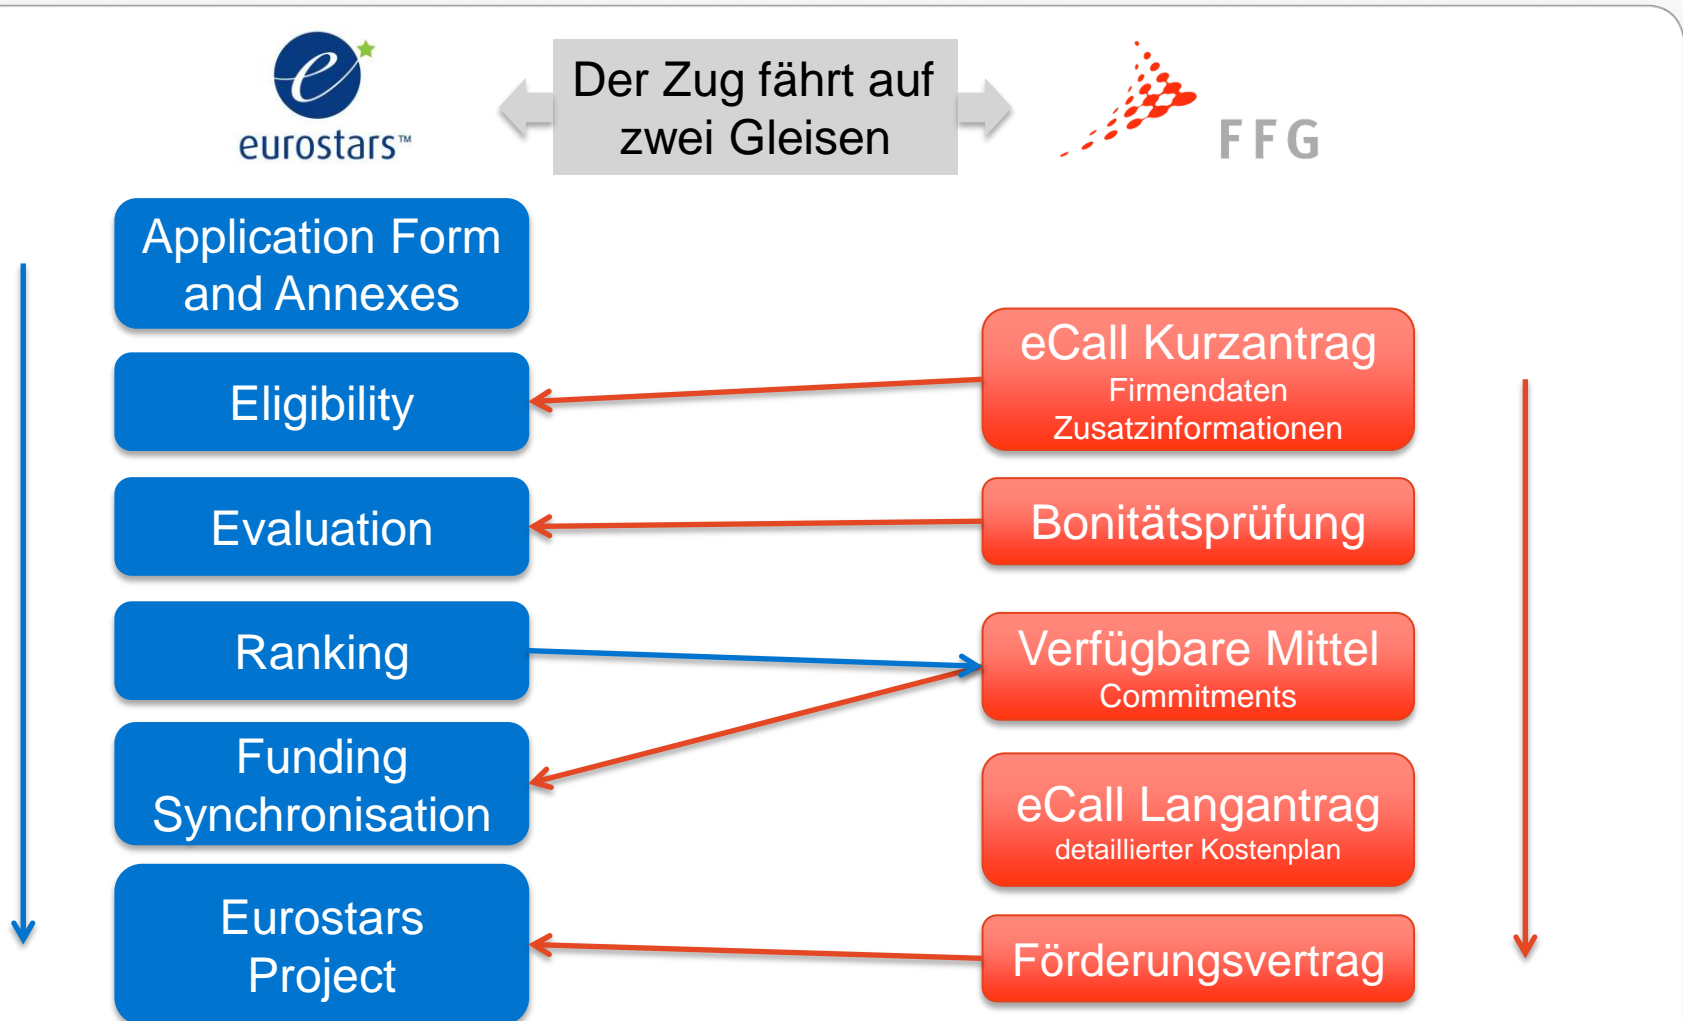 eurostars™
Der Zug fährt auf
zwei Gleisen
FFG
Application Form
and Annexes
Eligibility
Evaluation
Ranking
Funding
Synchronisation
Eurostars
Project
eCall Kurzantrag
Firmendaten
Zusatzinformationen
Bonitätsprüfung
Verfügbare Mittel
Commitments
eCall Langantrag
detaillierter Kostenplan
Förderungsvertrag